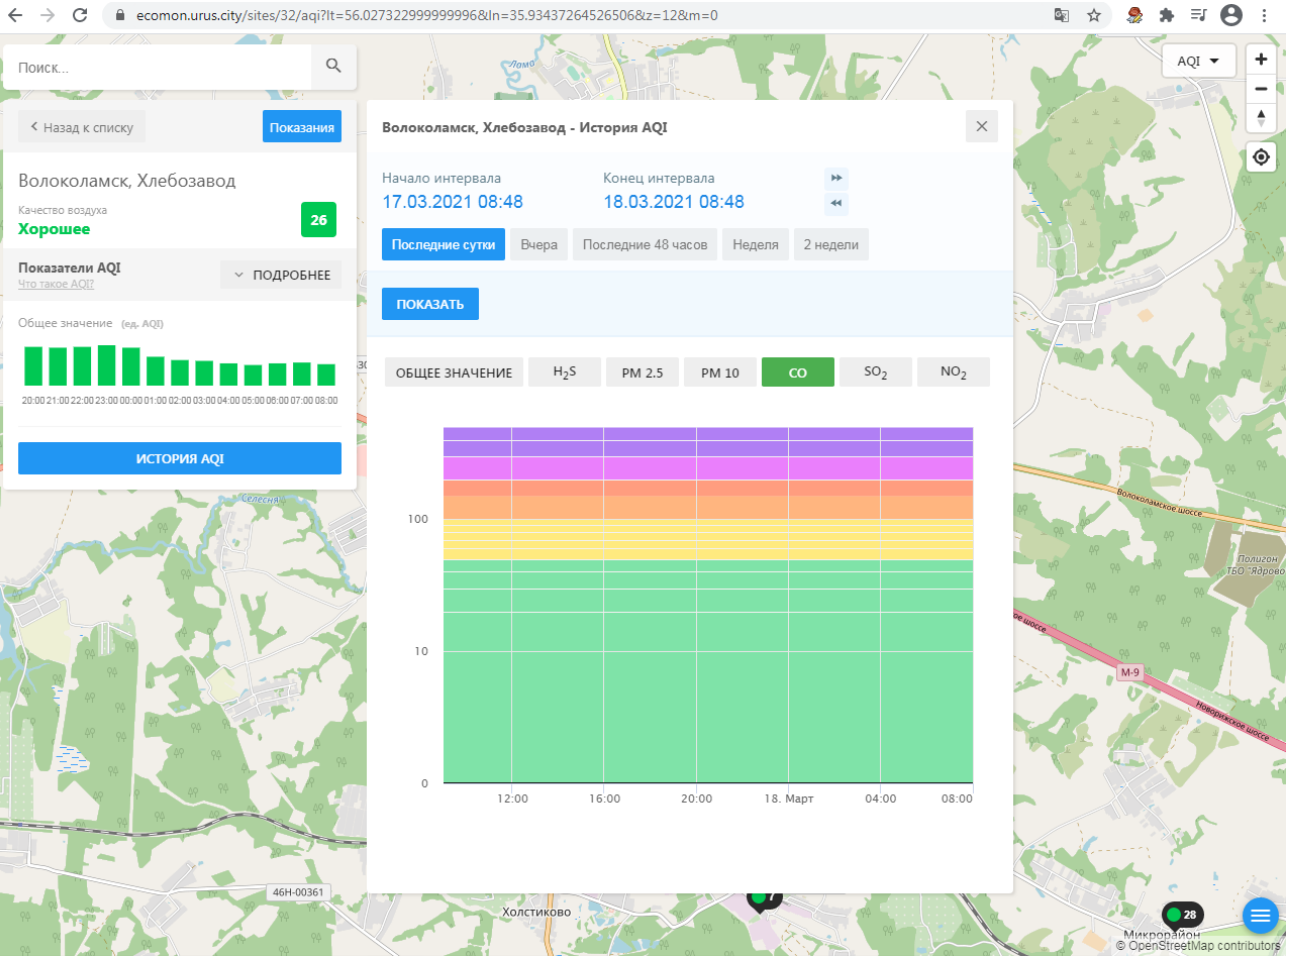 ecomon.urus.city/sites/32/aqi?lt=56.027322999999996&ln=35.93437264526506&z=12&m=0
Поиск...
AQI
Лама
Назад к списку
Показания
Волоколамск, Хлебозавод
Качество воздуха
Хорошее
26
Показатели AQI
Что такое AQI?
ПОДРОБНЕЕ
Общее значение (ед. AQI)
20:00 21:00 22:00 23:00 00:00 01:00 02:00 03:00 04:00 05:00 06:00 07:00 08:00
ИСТОРИЯ AQI
Волоколамск, Хлебозавод - История AQI
Начало интервала
17.03.2021 08:48
Конец интервала
18.03.2021 08:48
Последние сутки
Вчера
Последние 48 часов
Неделя
2 недели
ПОКАЗАТЬ
ОБЩЕЕ ЗНАЧЕНИЕ
H2S
PM 2.5
PM 10
CO
SO2
NO2
100
10
0
12:00
16:00
20:00
18. Март
04:00
08:00
Селесня
Волоколамское шоссе
Полигон
ТБО "Ядрово
М-9
Новорижское шоссе
46Н-00361
Холстиково
7
28
Микрорайон
© OpenStreetMap contributors